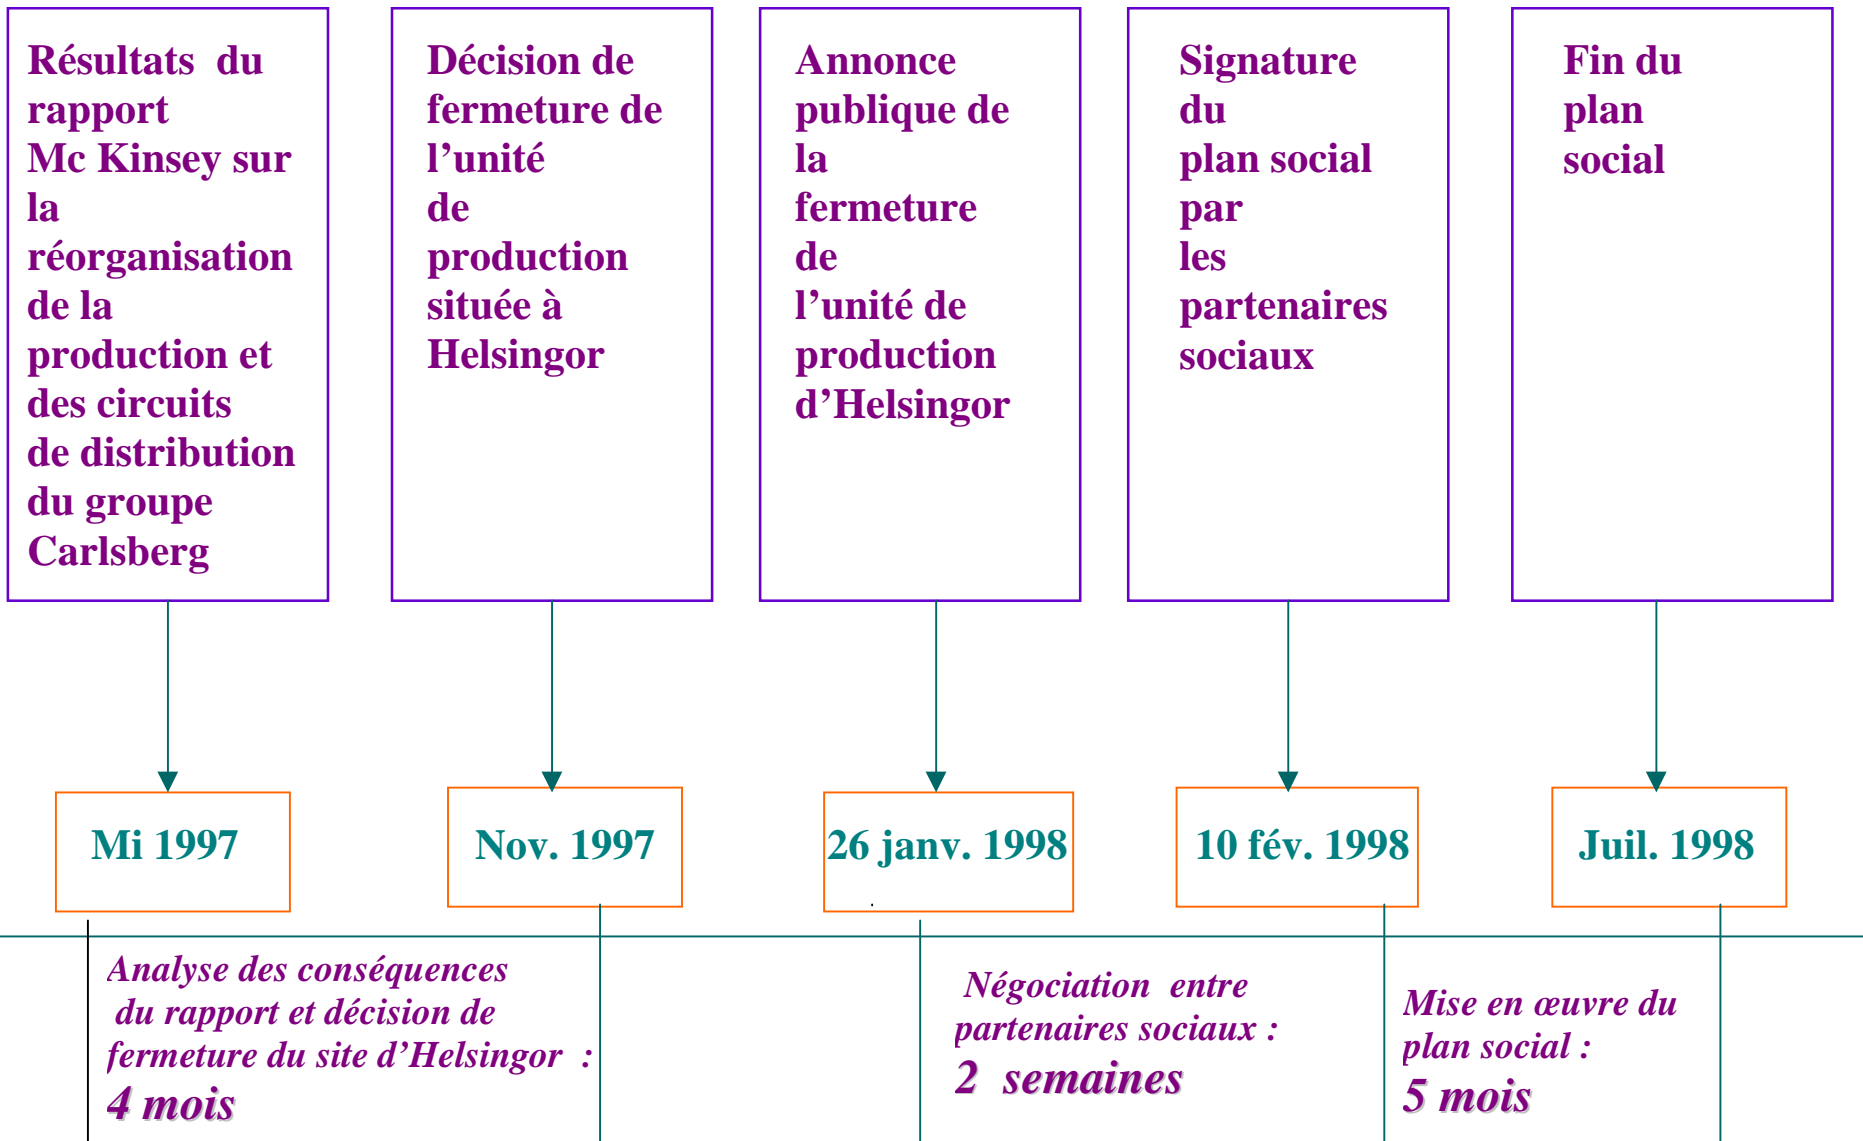 Résultats du
rapport
Mc Kinsey sur
la
réorganisation
de la
production et
des circuits
de distribution
du groupe
Carlsberg
Décision de
fermeture de
l’unité
de
production
située à
Helsingor
Annonce
publique de
la
fermeture
de
l’unité de
production
d’Helsingor
Signature
du
plan social
par
les
partenaires
sociaux
Fin du
plan
social
Mi 1997
Nov. 1997
26 janv. 1998
10 fév. 1998
Juil. 1998
Analyse des conséquences
du rapport et décision de
fermeture du site d’Helsingor :
4 mois
Négociation entre
partenaires sociaux :
2 semaines
Mise en œuvre du
plan social :
5 mois